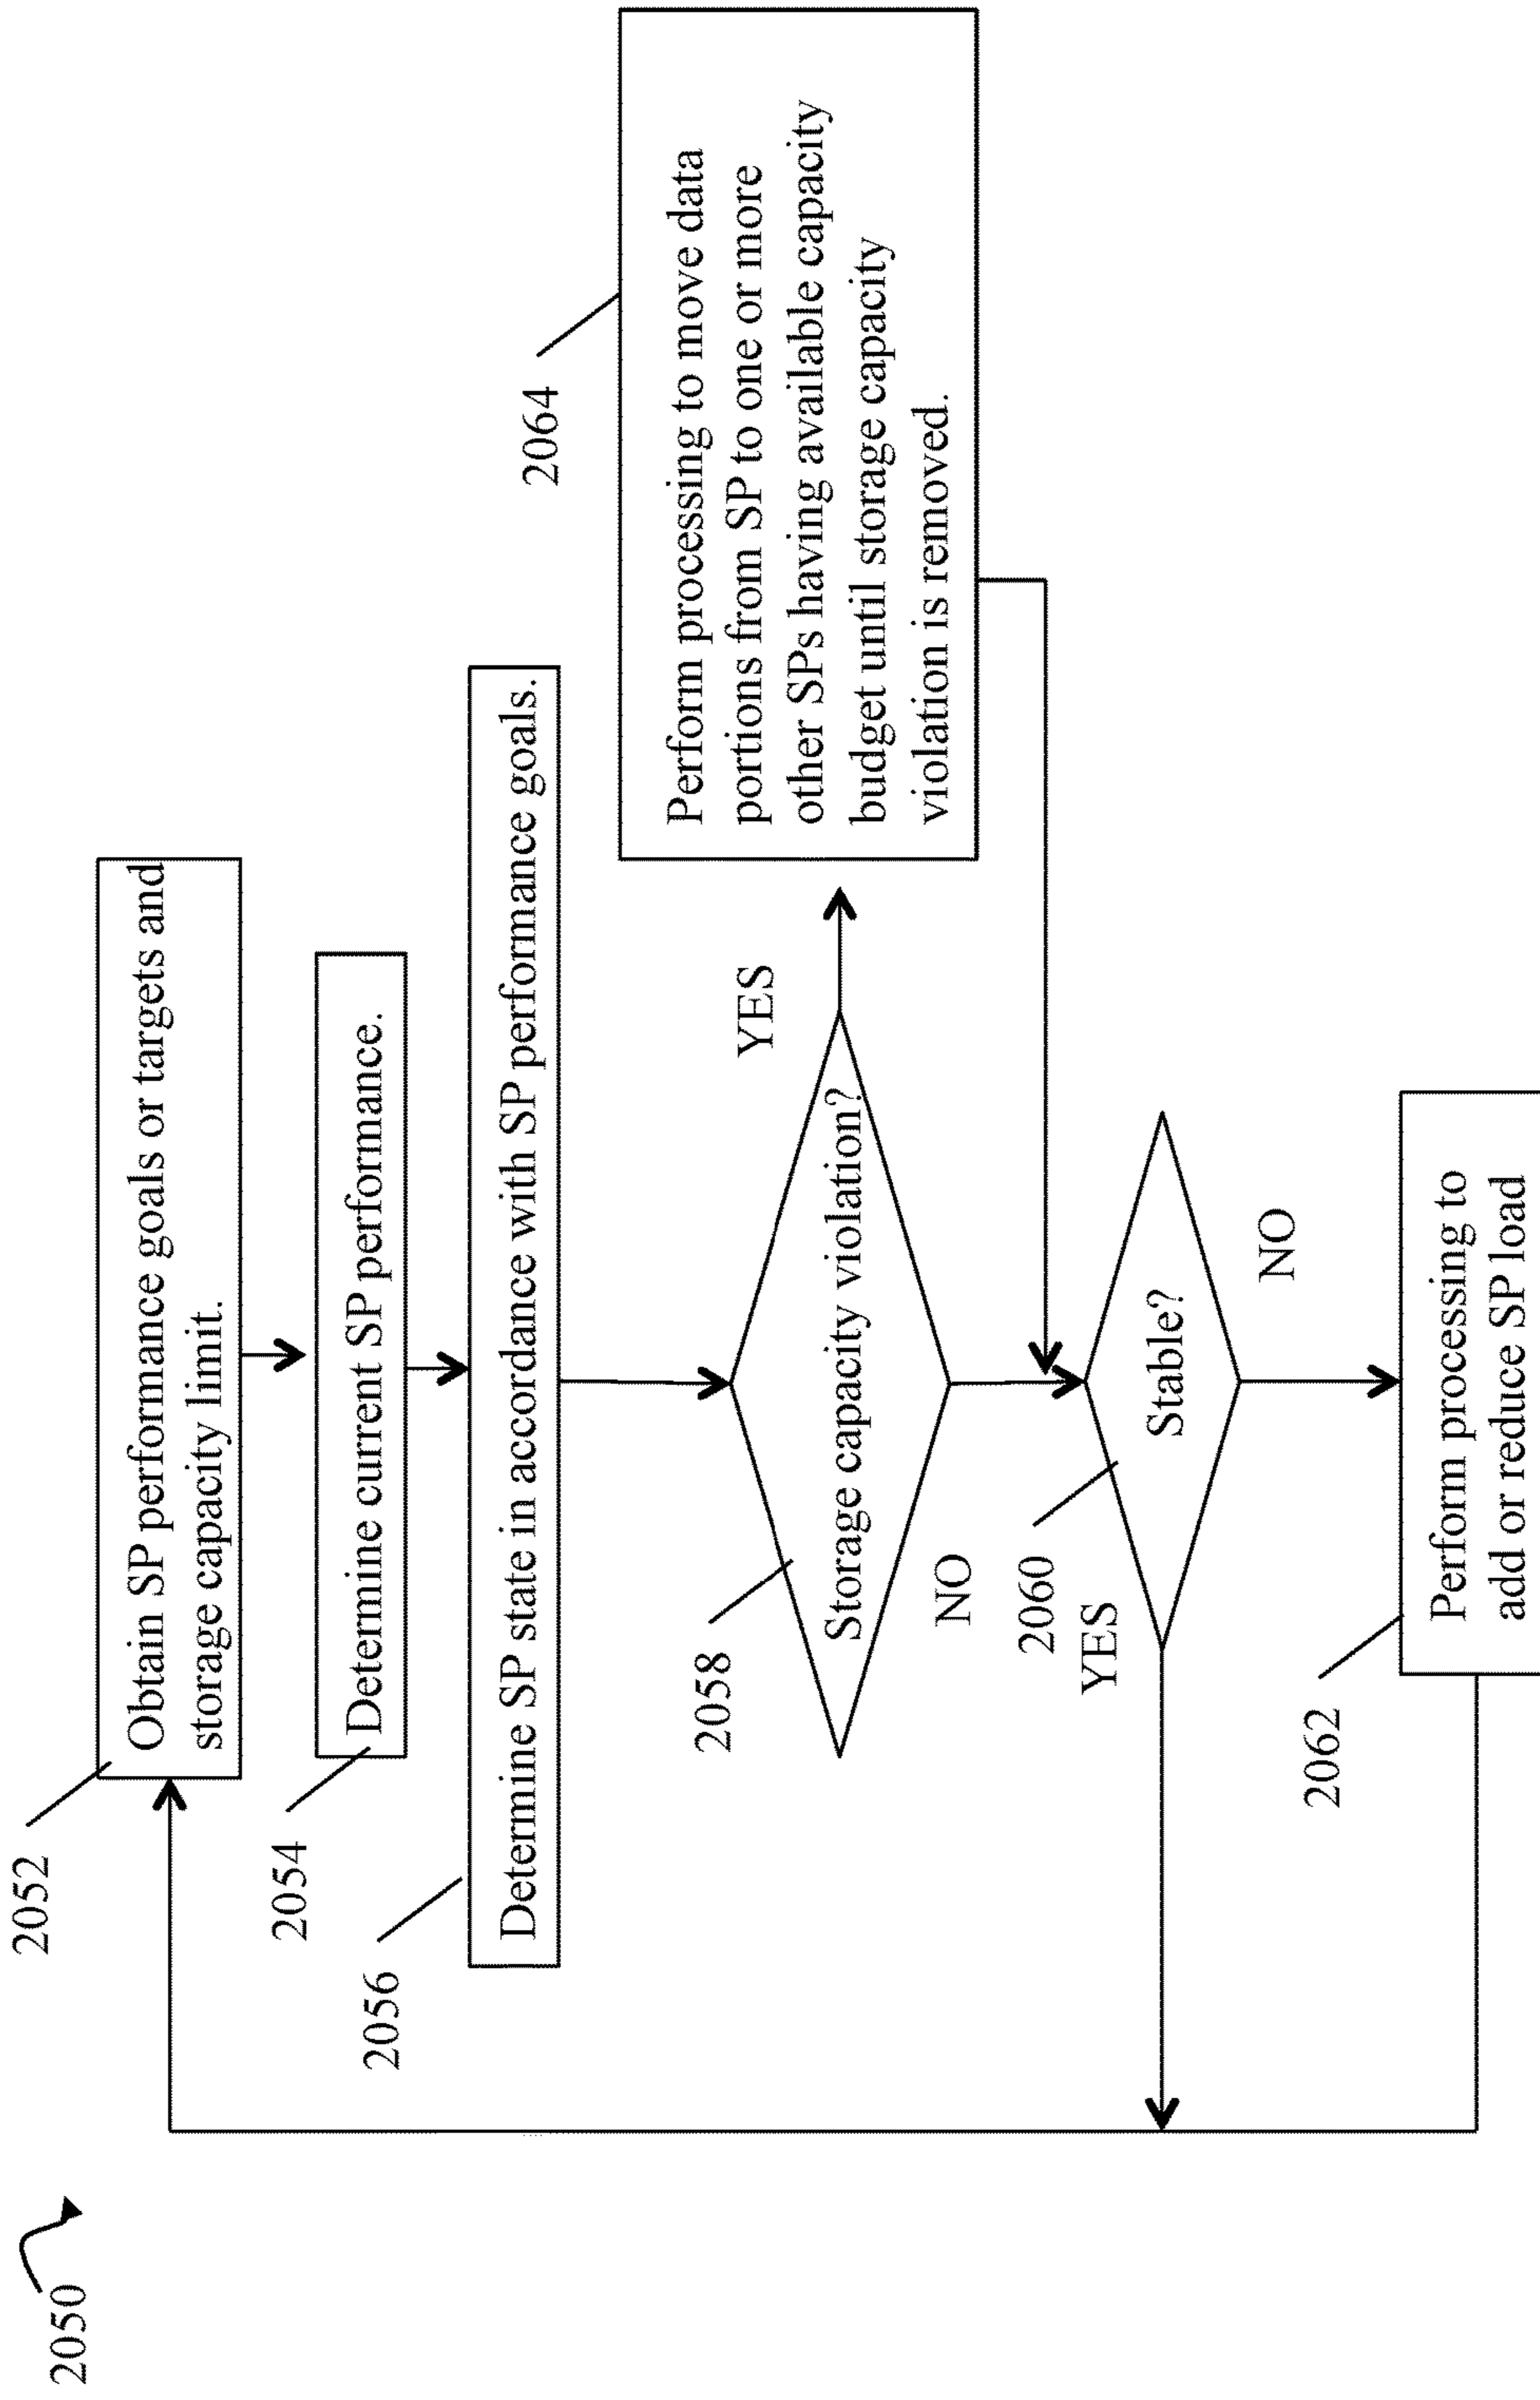 2050
2052
Obtain SP performance goals or targets and
storage capacity limit.
2054
Determine current SP performance.
2056
Determine SP state in accordance with SP performance goals.
2058
Storage capacity violation?
YES
NO
2064
Perform processing to move data
portions from SP to one or more
other SPs having available capacity
budget until storage capacity
violation is removed.
2060
YES
Stable?
NO
2062
Perform processing to
add or reduce SP load